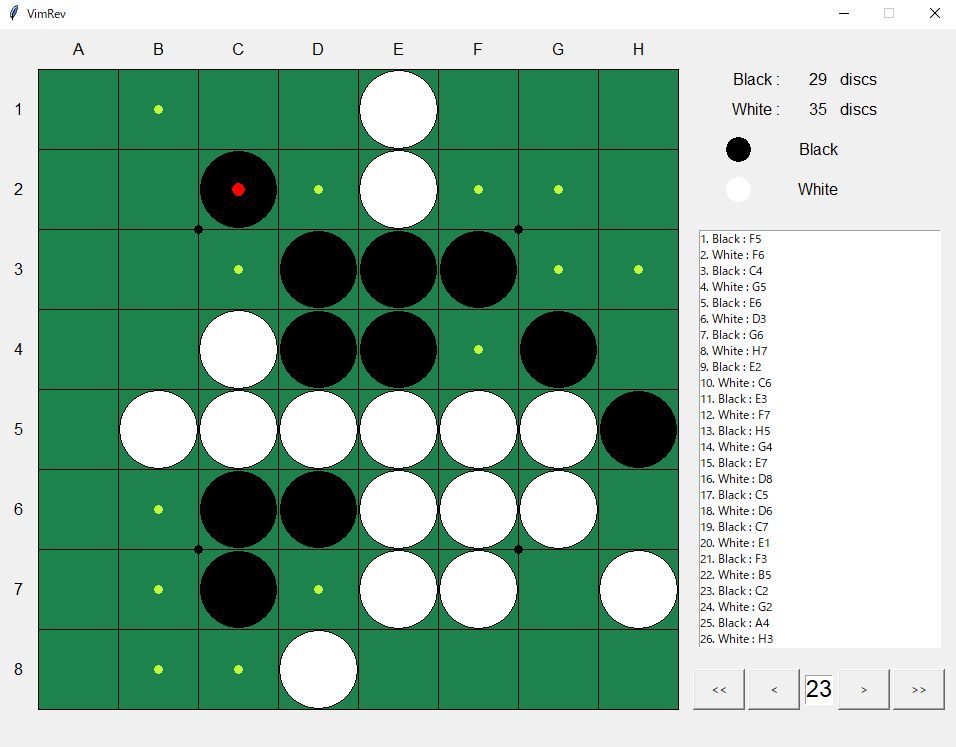 VimRev
A B C D E F G H
1
2
3
4
5
6
7
8
Black : 29 discs
White : 35 discs
Black
White
1. Black : F5
2. White : F6
3. Black : C4
4. White : G5
5. Black : E6
6. White : D3
7. Black : G6
8. White : H7
9. Black : E2
10. White : C6
11. Black : E3
12. White : F7
13. Black : H5
14. White : G4
15. Black : E7
16. White : D8
17. Black : C5
18. White : D6
19. Black : C7
20. White : E1
21. Black : F3
22. White : B5
23. Black : C2
24. White : G2
25. Black : A4
26. White : H3
<< < 23 > >>